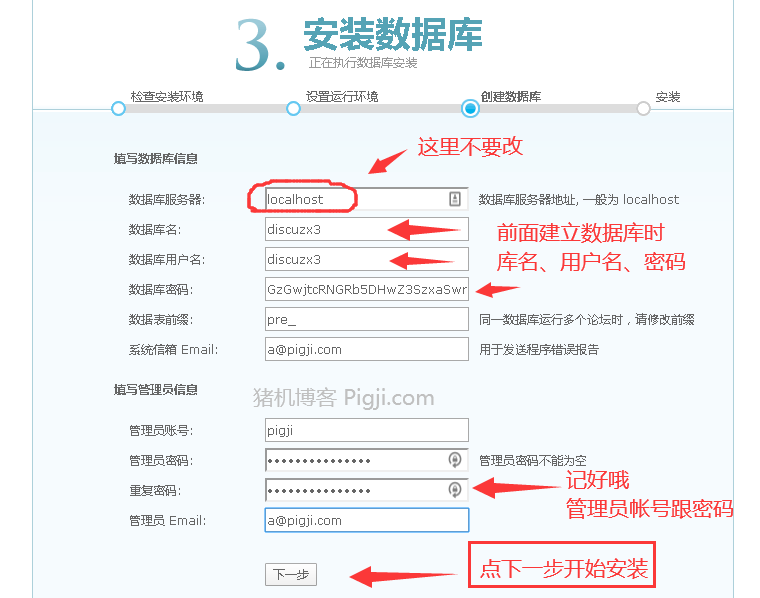 3. 安装数据库
正在执行数据库安装
检查安装环境 设置运行环境 创建数据库 安装
填写数据库信息
这里不要改
数据库服务器: localhost 数据库服务器地址, 一般为 localhost
数据库名: discuzx3
前面建立数据库时
数据库用户名: discuzx3
库名、用户名、密码
数据库密码: GzGwjtcRNGRb5DHwZ3SzxaSwr
数据表前缀: pre_ 同一数据库运行多个论坛时，请修改前缀
系统信箱 Email: a@pigji.com 用于发送程序错误报告
填写管理员信息
猪机博客 Pigji.com
管理员账号: pigji
管理员密码: ••••••••••••••• 管理员密码不能为空
重复密码: •••••••••••••••
记好哦
管理员帐号跟密码
管理员 Email: a@pigji.com
下一步
点下一步开始安装